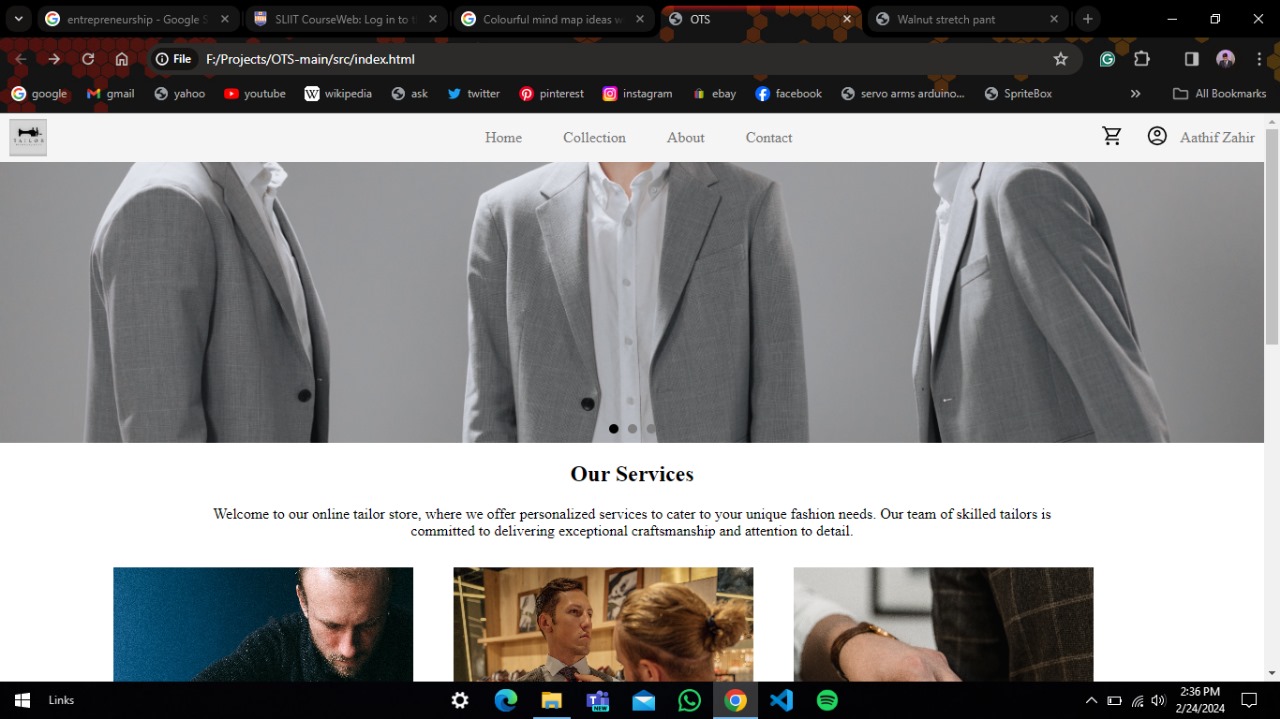 entrepreneurship - Google S
SLIIT CourseWeb: Log in to t
Colourful mind map ideas w
OTS
Walnut stretch pant
File
F:/Projects/OTS-main/src/index.html
google
gmail
yahoo
youtube
wikipedia
ask
twitter
pinterest
instagram
ebay
facebook
servo arms arduino...
SpriteBox
All Bookmarks
TAILOR
Home
Collection
About
Contact
Aathif Zahir
Our Services
Welcome to our online tailor store, where we offer personalized services to cater to your unique fashion needs. Our team of skilled tailors is
committed to delivering exceptional craftsmanship and attention to detail.
Links
NEW
2:36 PM
2/24/2024